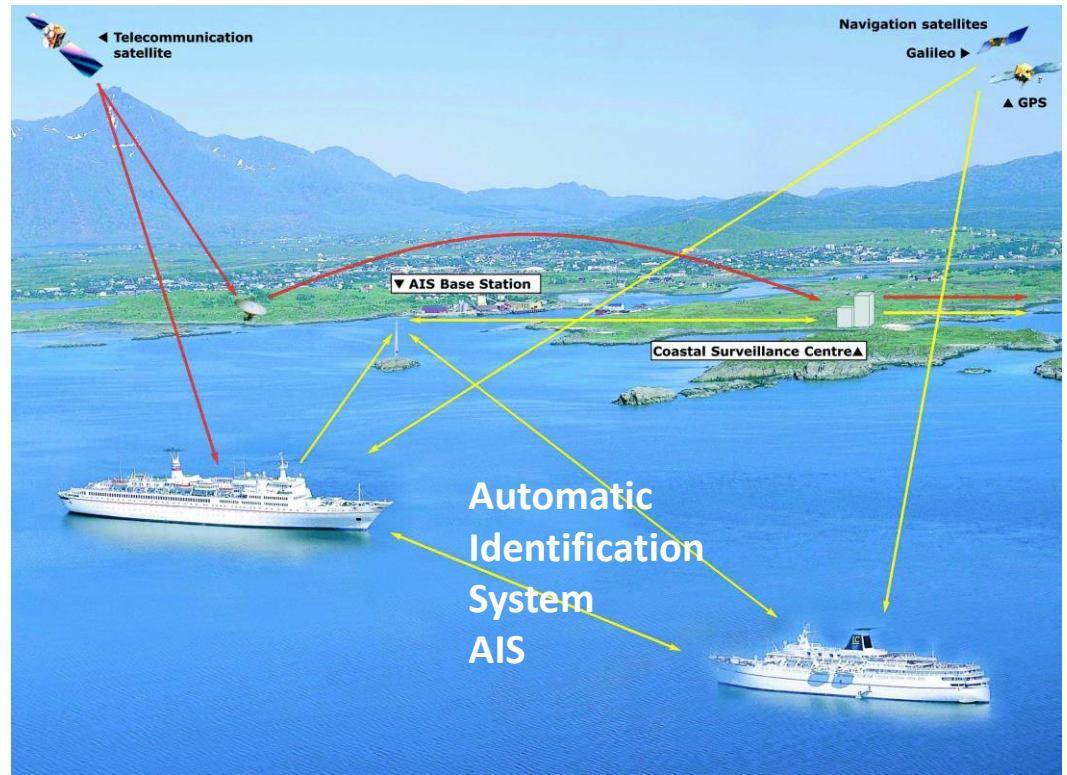 ◄ Telecommunication
satellite
Navigation satellites
Galileo ►
▲ GPS
▼ AIS Base Station
Coastal Surveillance Centre▲
Automatic
Identification
System
AIS